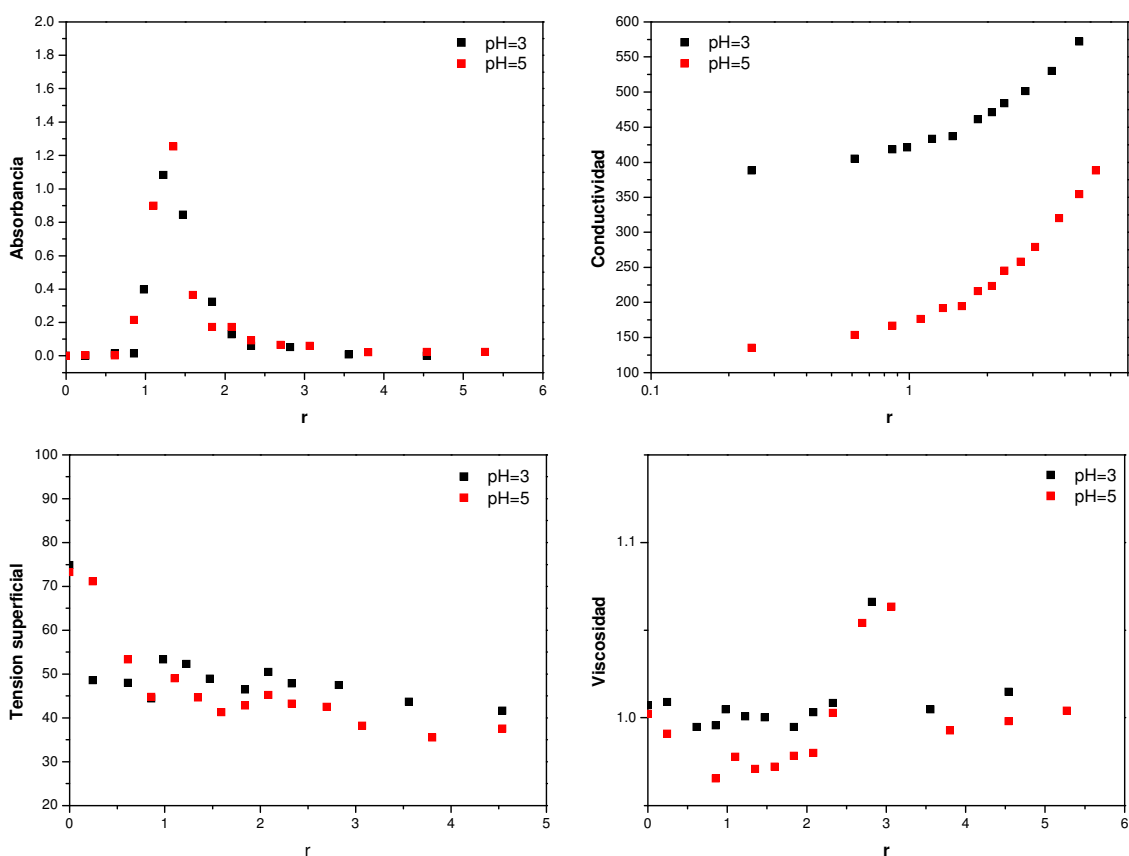 2.0
1.8
1.6
1.4
1.2
1.0
0.8
0.6
0.4
0.2
0.0
Absorbancia
pH=3
pH=5
0 1 2 3 4 5 6
r
600
550
500
450
400
350
300
250
200
150
100
Conductividad
pH=3
pH=5
0.1 1
r
100
90
80
70
60
50
40
30
20
Tension superficial
pH=3
pH=5
0 1 2 3 4 5
r
1.1
1.0
Viscosidad
pH=3
pH=5
0 1 2 3 4 5 6
r